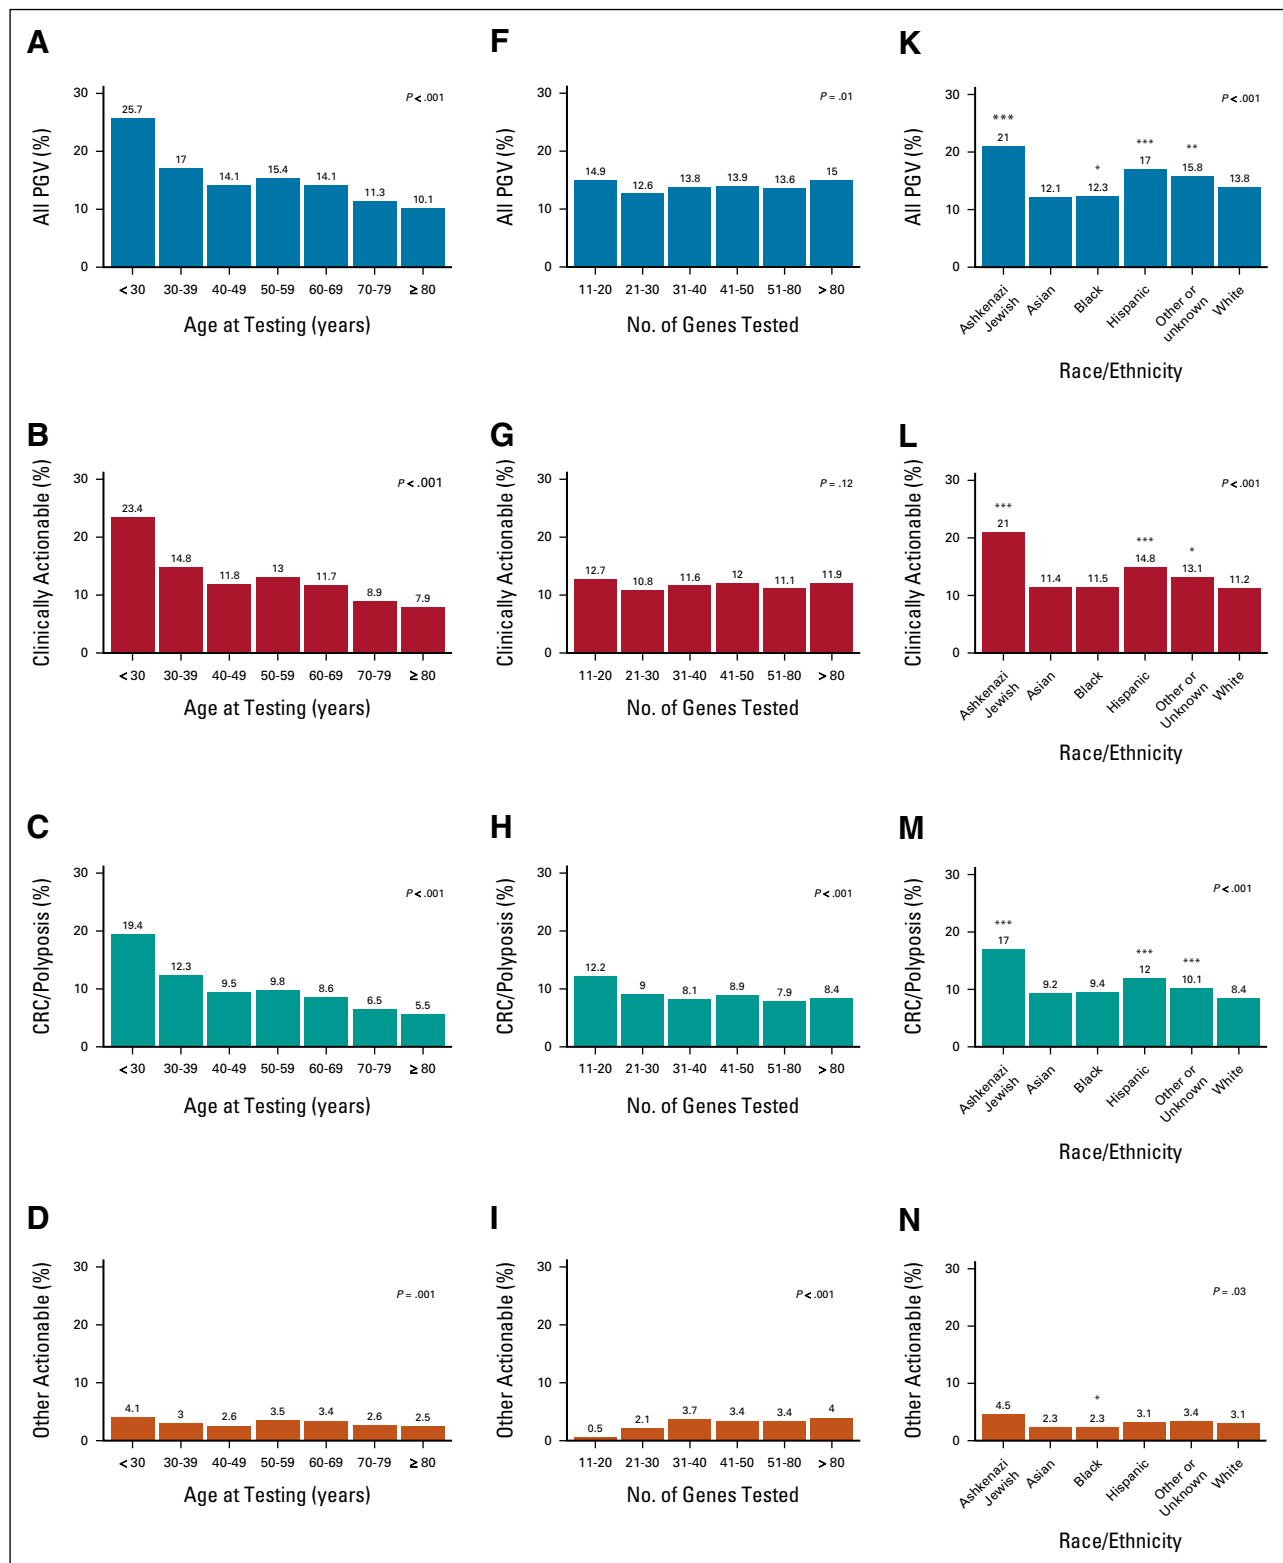 A
All PGV (%)
30
20
10
0
P < .001
25.7
17
14.1
15.4
14.1
11.3
10.1
< 30
30-39
40-49
50-59
60-69
70-79
≥ 80
Age at Testing (years)
F
All PGV (%)
30
20
10
0
P = .01
14.9
12.6
13.8
13.9
13.6
15
11-20
21-30
31-40
41-50
51-80
> 80
No. of Genes Tested
K
All PGV (%)
30
20
10
0
P < .001
***
21
12.1
*
12.3
***
17
**
15.8
13.8
Ashkenazi
Jewish
Asian
Black
Hispanic
Other or
unknown
White
Race/Ethnicity
B
Clinically Actionable (%)
30
20
10
0
P < .001
23.4
14.8
11.8
13
11.7
8.9
7.9
< 30
30-39
40-49
50-59
60-69
70-79
≥ 80
Age at Testing (years)
G
Clinically Actionable (%)
30
20
10
0
P = .12
12.7
10.8
11.6
12
11.1
11.9
11-20
21-30
31-40
41-50
51-80
> 80
No. of Genes Tested
L
Clinically Actionable (%)
30
20
10
0
P < .001
***
21
11.4
11.5
***
14.8
*
13.1
11.2
Ashkenazi
Jewish
Asian
Black
Hispanic
Other or
Unknown
White
Race/Ethnicity
C
CRC/Polyposis (%)
30
20
10
0
P < .001
19.4
12.3
9.5
9.8
8.6
6.5
5.5
< 30
30-39
40-49
50-59
60-69
70-79
≥ 80
Age at Testing (years)
H
CRC/Polyposis (%)
30
20
10
0
P < .001
12.2
9
8.1
8.9
7.9
8.4
11-20
21-30
31-40
41-50
51-80
> 80
No. of Genes Tested
M
CRC/Polyposis (%)
30
20
10
0
P < .001
***
17
9.2
9.4
***
12
***
10.1
8.4
Ashkenazi
Jewish
Asian
Black
Hispanic
Other or
Unknown
White
Race/Ethnicity
D
Other Actionable (%)
30
20
10
0
P = .001
4.1
3
2.6
3.5
3.4
2.6
2.5
< 30
30-39
40-49
50-59
60-69
70-79
≥ 80
Age at Testing (years)
I
Other Actionable (%)
30
20
10
0
P < .001
0.5
2.1
3.7
3.4
3.4
4
11-20
21-30
31-40
41-50
51-80
> 80
No. of Genes Tested
N
Other Actionable (%)
30
20
10
0
P = .03
4.5
2.3
*
2.3
3.1
3.4
3.1
Ashkenazi
Jewish
Asian
Black
Hispanic
Other or
Unknown
White
Race/Ethnicity